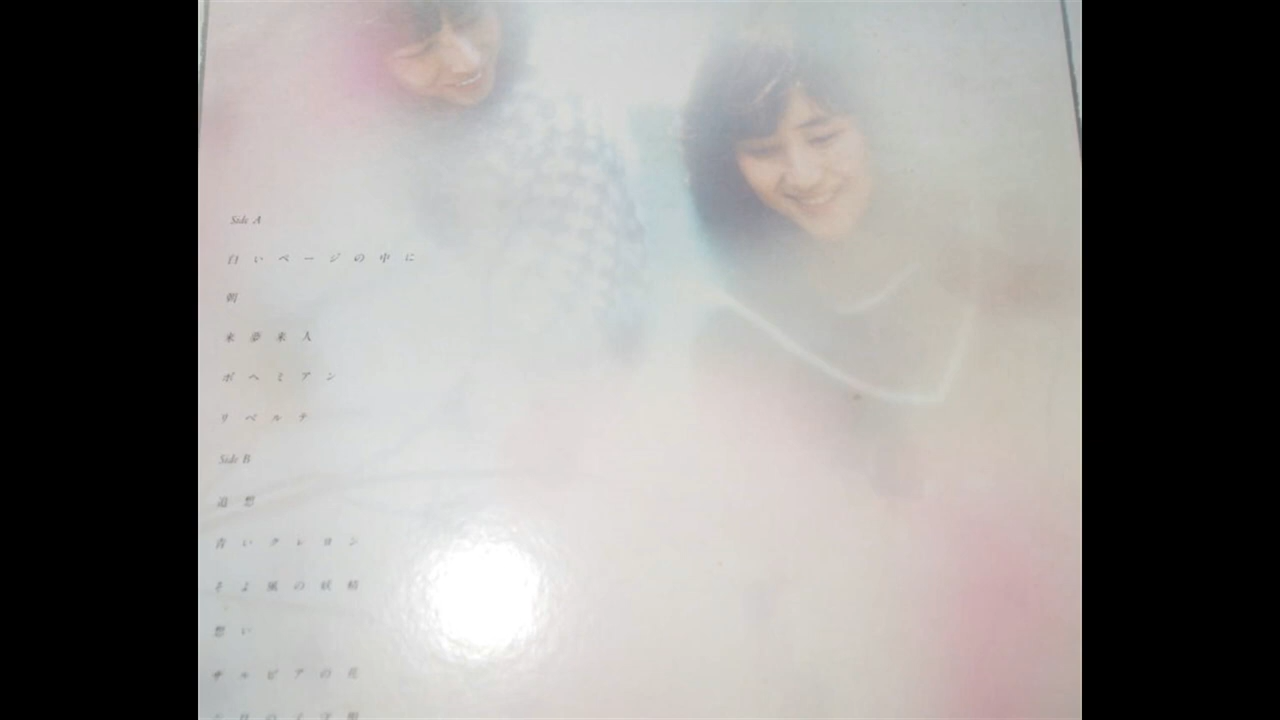 Side A
白いページの中に
朝
来夢来人
ボヘミアン
リベルテ
Side B
追想
青いクレヨン
そよ風の妖精
想い
サルビアの花